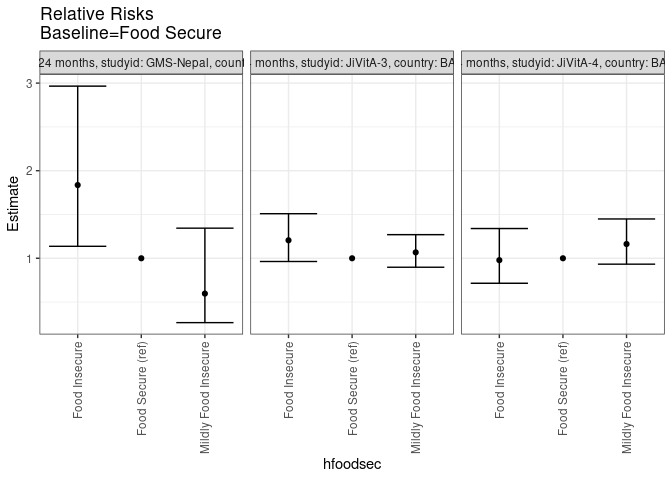 Relative Risks
Baseline=Food Secure
24 months, studyid: GMS-Nepal, count
months, studyid: JiVitA-3, country: BA
months, studyid: JiVitA-4, country: BA
3
2
1
Estimate
Food Insecure
Food Secure (ref)
Mildly Food Insecure
Food Insecure
Food Secure (ref)
Mildly Food Insecure
Food Insecure
Food Secure (ref)
Mildly Food Insecure
hfoodsec